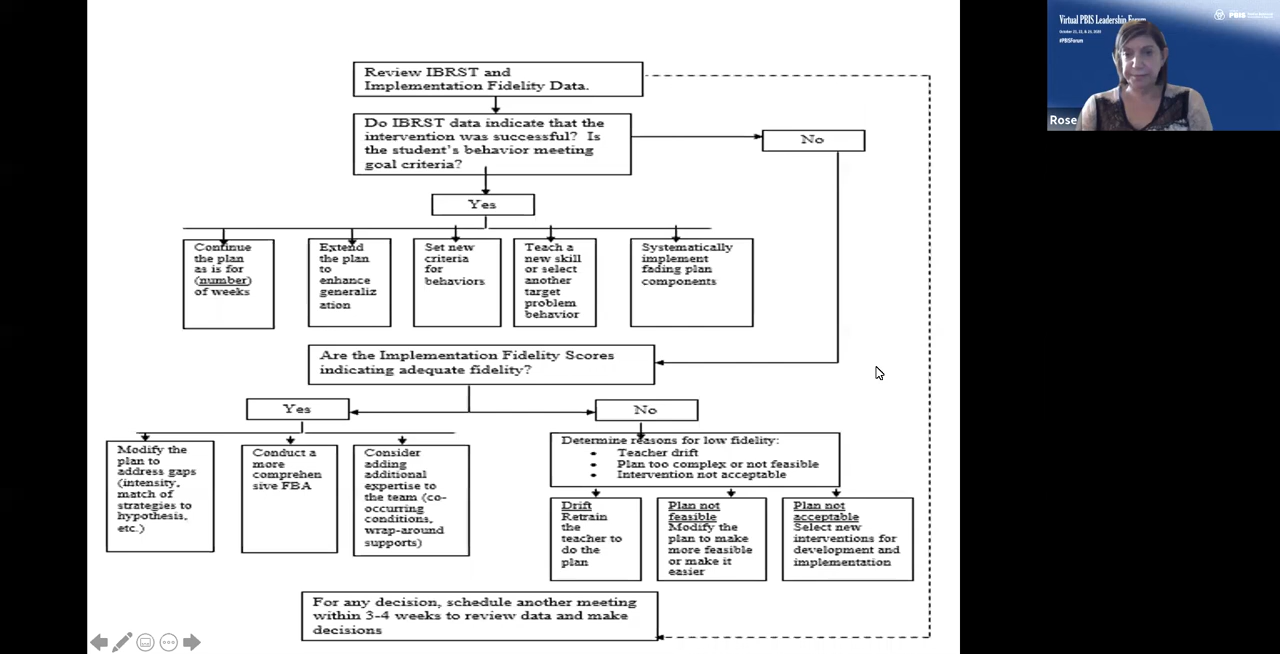 Virtual PBIS Leadership Forum
October 21, 22, & 23, 2020
#PBISForum
PBIS
Rose
Review IBRST and
Implementation Fidelity Data.
Do IBRST data indicate that the
intervention was successful? Is
the student's behavior meeting
goal criteria?
No
Yes
Continue
the plan
as is for
(number)
of weeks
Extend
the plan
to
enhance
generaliz
ation
Set new
criteria
for
behaviors
Teach a
new skill
or select
another
target
problem
behavior
Systematically
implement
fading plan
components
Are the Implementation Fidelity Scores
indicating adequate fidelity?
Yes
No
Modify the
plan to
address gaps
(intensity,
match of
strategies to
hypothesis,
etc.)
Conduct a
more
comprehen
sive FBA
Consider
adding
additional
expertise to
the team (co-
occurring
conditions,
wrap-around
supports)
Determine reasons for low fidelity:
• Teacher drift
• Plan too complex or not feasible
• Intervention not acceptable
Drift
Retrain
the
teacher to
do the
plan
Plan not
feasible
Modify the
plan to make
more feasible
or make it
easier
Plan not
acceptable
Select new
interventions for
development and
implementation
For any decision, schedule another meeting
within 3-4 weeks to review data and make
decisions